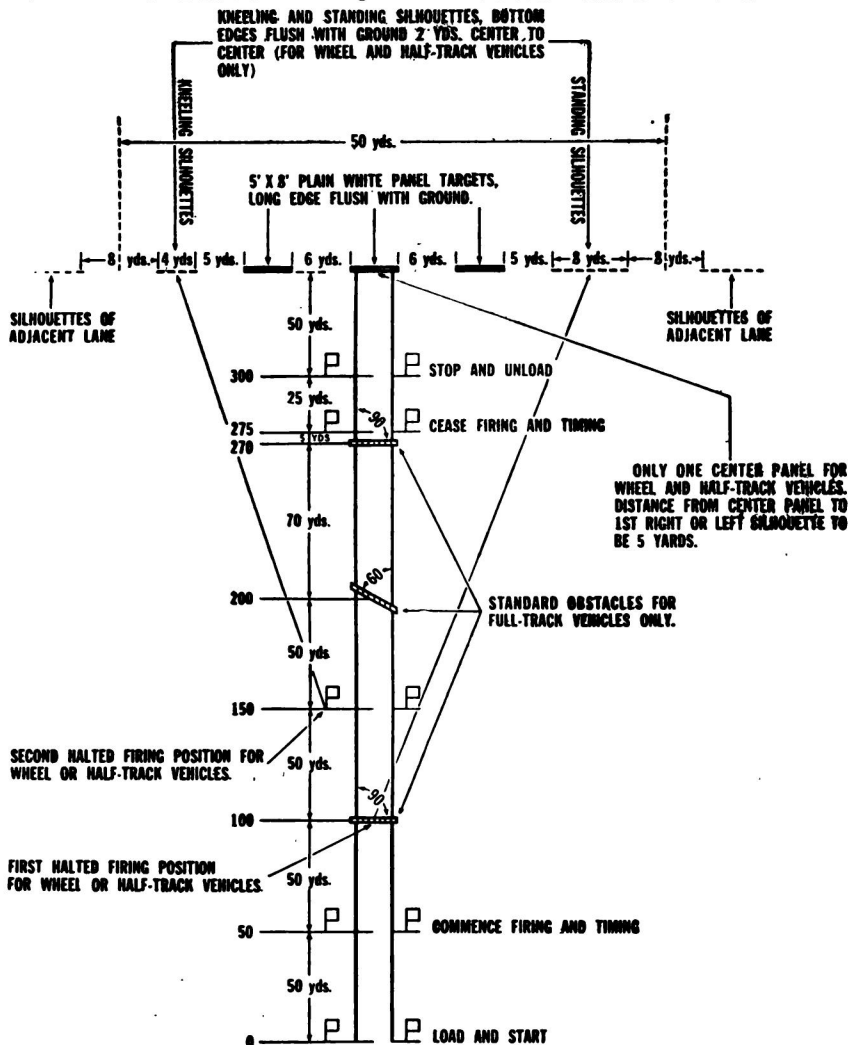 KNEELING AND STANDING SILHOUETTES, BOTTOM
EDGES FLUSH WITH GROUND 2 YDS. CENTER TO
CENTER (FOR WHEEL AND HALF-TRACK VEHICLES
ONLY)
KNEELING SILHOUETTES
STANDING SILHOUETTES
50 yds.
5' X 8' PLAIN WHITE PANEL TARGETS,
LONG EDGE FLUSH WITH GROUND.
8 yds. 4 yds 5 yds. 6 yds. 6 yds. 5 yds. 8 yds. 8 yds.
SILHOUETTES OF
ADJACENT LANE
SILHOUETTES OF
ADJACENT LANE
50 yds.
300 STOP AND UNLOAD
25 yds.
90
275 CEASE FIRING AND TIMING
5 YDS
270
ONLY ONE CENTER PANEL FOR
WHEEL AND HALF-TRACK VEHICLES.
DISTANCE FROM CENTER PANEL TO
1ST RIGHT OR LEFT SILHOUETTE TO
BE 5 YARDS.
70 yds.
60
200
STANDARD OBSTACLES FOR
FULL-TRACK VEHICLES ONLY.
50 yds.
150
SECOND HALTED FIRING POSITION FOR
WHEEL OR HALF-TRACK VEHICLES.
50 yds.
90
100
FIRST HALTED FIRING POSITION
FOR WHEEL OR HALF-TRACK VEHICLES.
50 yds.
50 COMMENCE FIRING AND TIMING
50 yds.
0 LOAD AND START